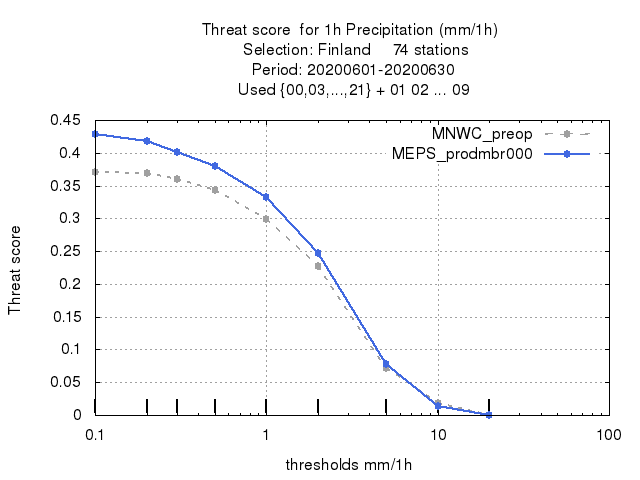 Threat score  for 1h Precipitation (mm/1h)
Selection: Finland     74 stations
Period: 20200601-20200630
Used {00,03,...,21} + 01 02 ... 09
MNWC_preop
MEPS_prodmbr000
0.45
0.4
0.35
0.3
0.25
0.2
0.15
0.1
0.05
0
Threat score
0.1 1 10 100
thresholds mm/1h